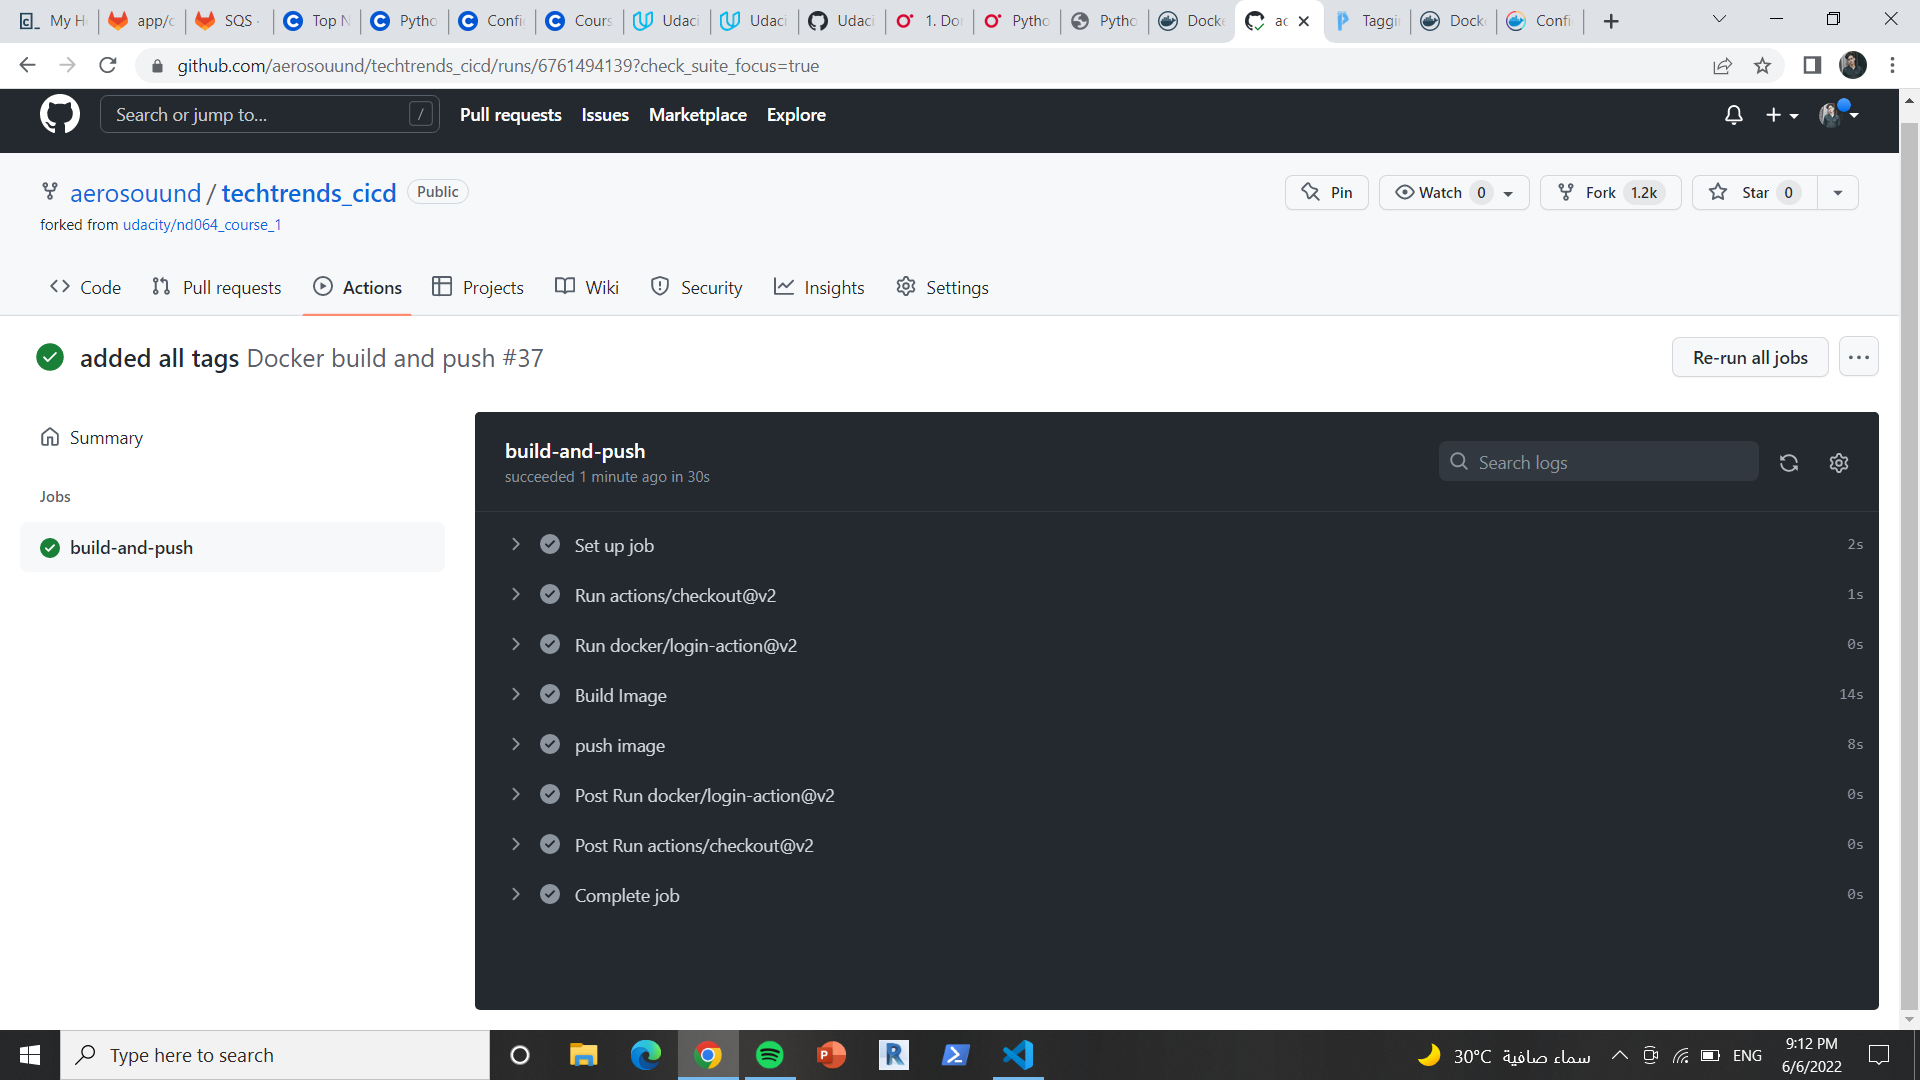 My H
app/c
SQS -
Top N
Pytho
Confi
Cours
Udaci
Udaci
Udaci
1. Do
Pytho
Pytho
Docke
ac
Taggi
Docke
Confi
github.com/aerosouund/techtrends_cicd/runs/6761494139?check_suite_focus=true
Search or jump to... /
Pull requests Issues Marketplace Explore
aerosouund / techtrends_cicd Public
Pin Watch 0 Fork 1.2k Star 0
forked from udacity/nd064_course_1
Code Pull requests Actions Projects Wiki Security Insights Settings
added all tags Docker build and push #37
Re-run all jobs
Summary
Jobs
build-and-push
build-and-push
succeeded 1 minute ago in 30s
Search logs
Set up job 2s
Run actions/checkout@v2 1s
Run docker/login-action@v2 0s
Build Image 14s
push image 8s
Post Run docker/login-action@v2 0s
Post Run actions/checkout@v2 0s
Complete job 0s
Type here to search
30°C سماء صافية
ENG
9:12 PM
6/6/2022